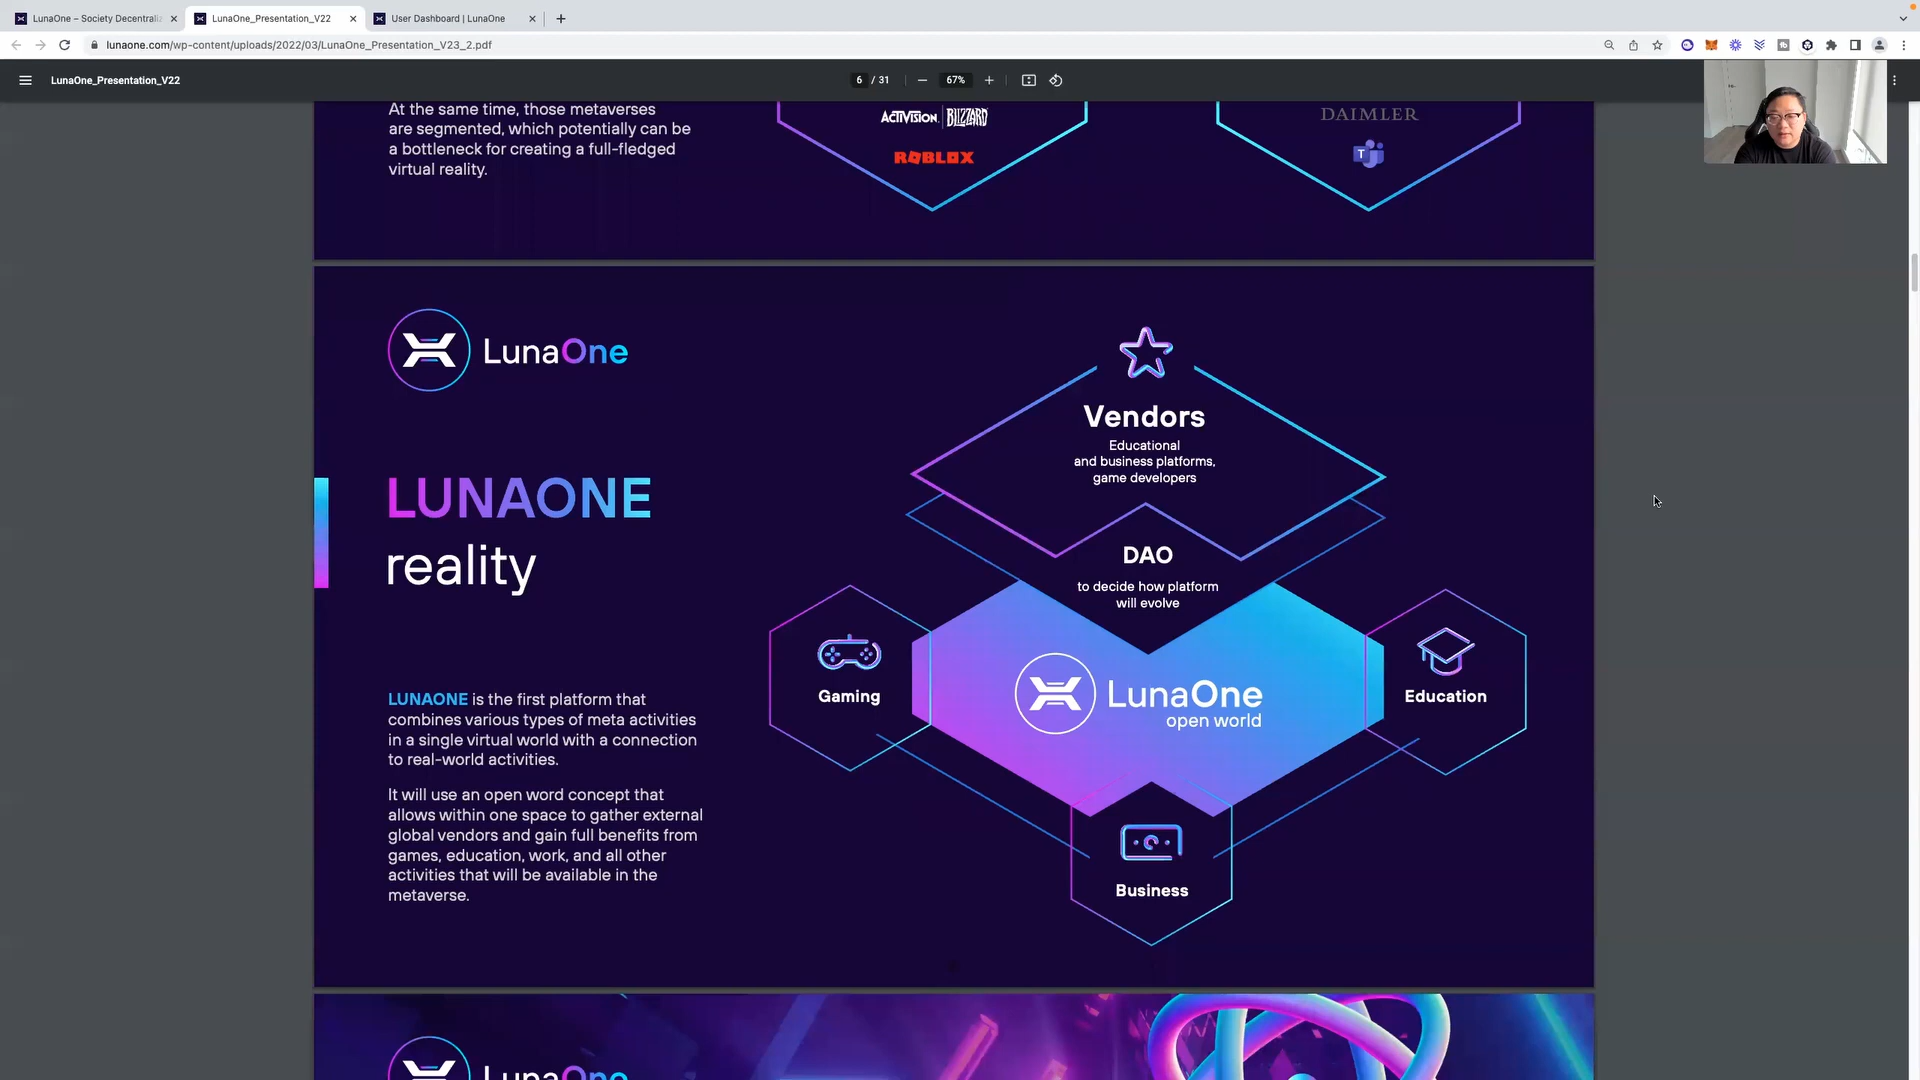 LunaOne – Society Decentraliz
LunaOne_Presentation_V22
User Dashboard | LunaOne
lunaone.com/wp-content/uploads/2022/03/LunaOne_Presentation_V23_2.pdf
LunaOne_Presentation_V22
6 / 31
67%
At the same time, those metaverses
are segmented, which potentially can be
a bottleneck for creating a full-fledged
virtual reality.
ACTIVISION | BLIZZARD
ROBLOX
DAIMLER
T
LunaOne
LUNAONE
reality
LUNAONE is the first platform that
combines various types of meta activities
in a single virtual world with a connection
to real-world activities.
It will use an open word concept that
allows within one space to gather external
global vendors and gain full benefits from
games, education, work, and all other
activities that will be available in the
metaverse.
Vendors
Educational
and business platforms,
game developers
DAO
to decide how platform
will evolve
Gaming
LunaOne
open world
Education
Business
LunaOne